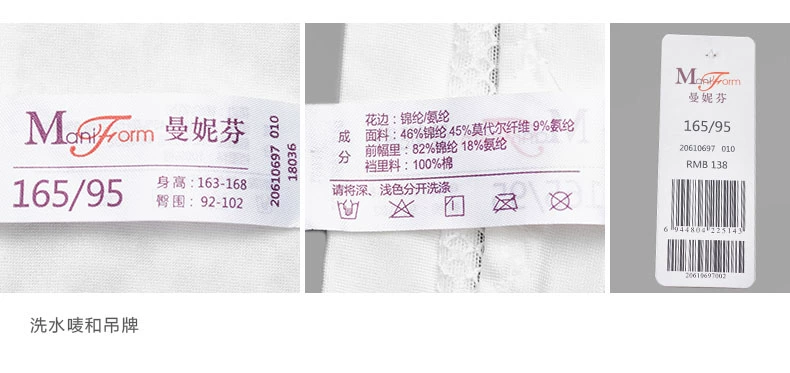 ManiForm 曼妮芬
165/95
身高:163-168
臀围:92-102
20610697 010
18036
成分
花边:锦纶/氨纶
面料:46%锦纶 45%莫代尔纤维 9%氨纶
前幅里:82%锦纶 18%氨纶
裆里料:100%棉
请将深、浅色分开洗涤
ManiForm
曼妮芬
165/95
20610697 010
RMB 138
6 944804 225143
20619697002
洗水唛和吊牌